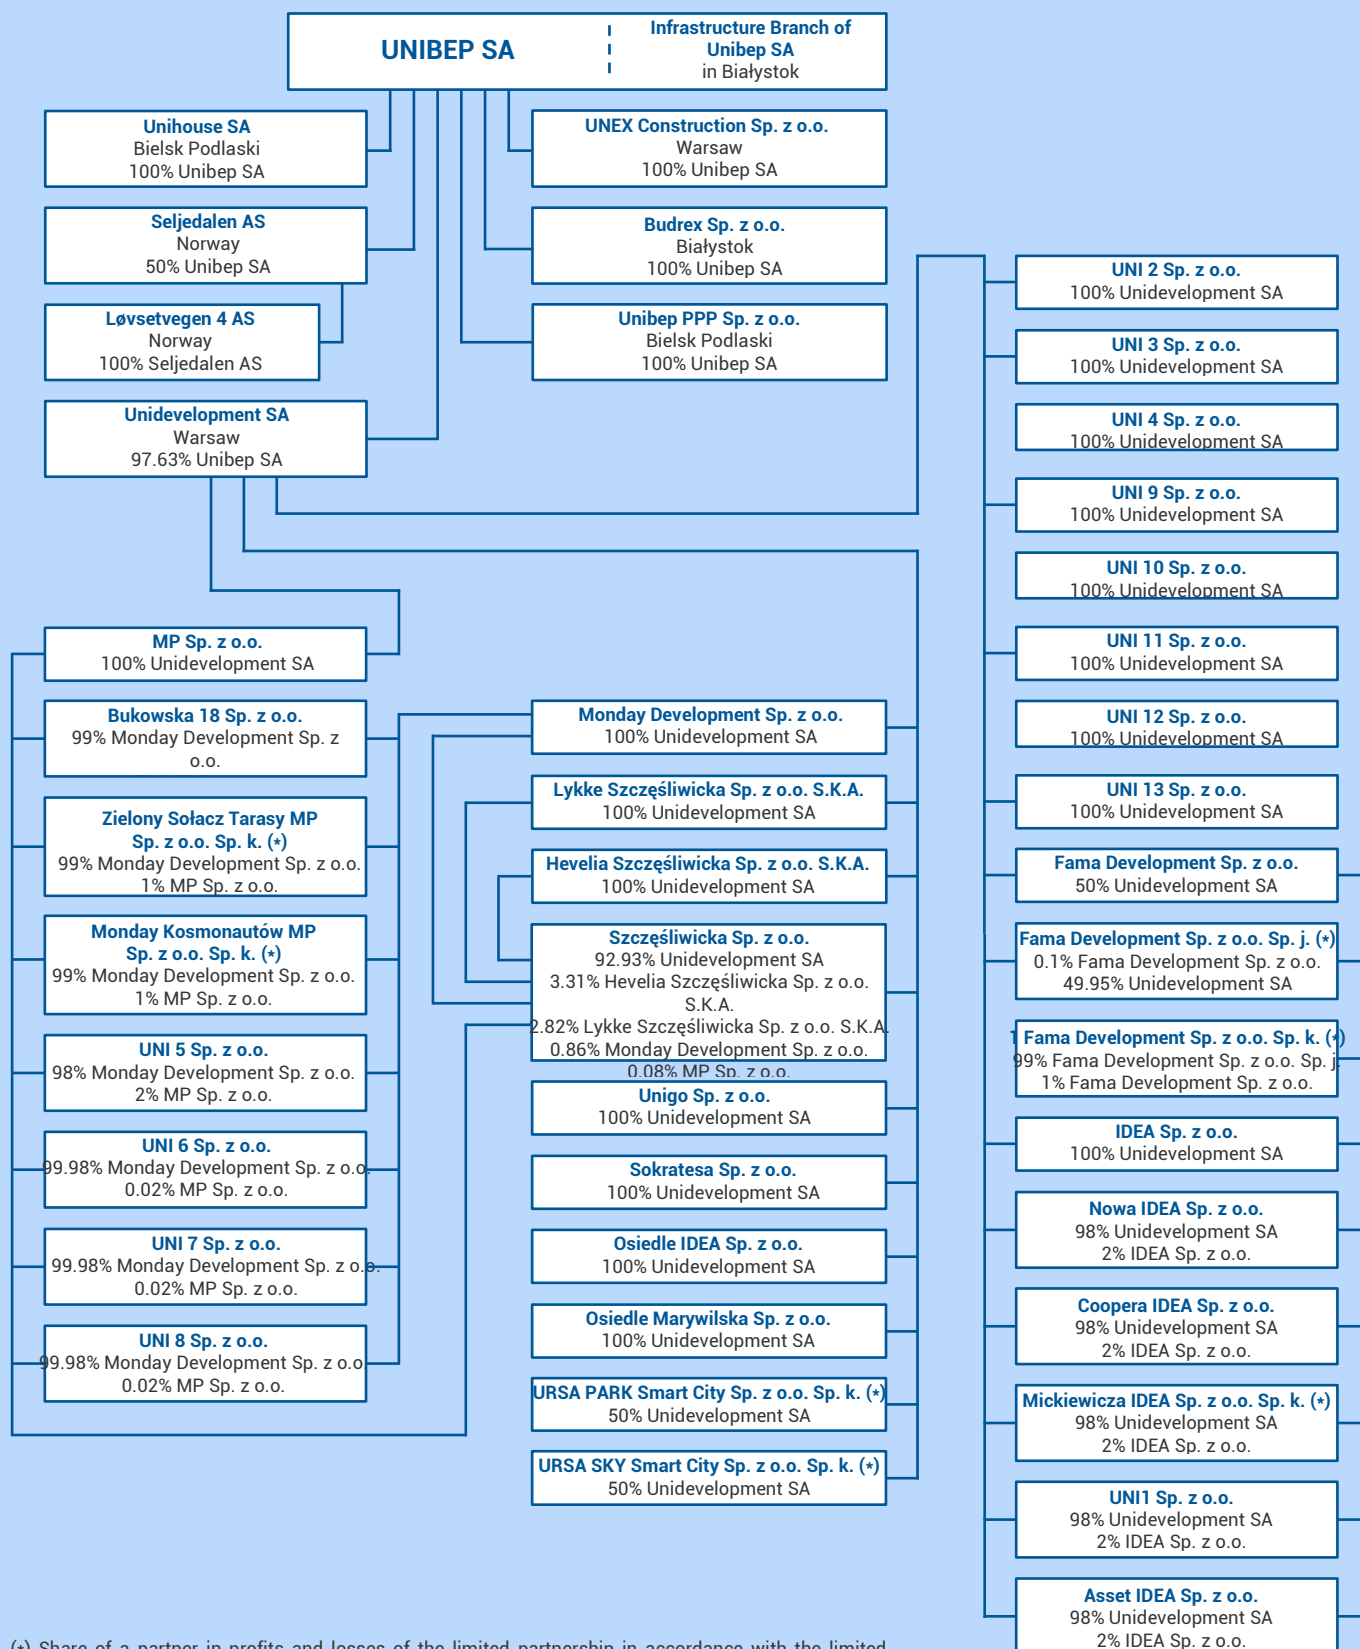 UNIBEP SA
Infrastructure Branch of
Unibep SA
in Białystok
Unihouse SA
Bielsk Podlaski
100% Unibep SA
Seljedalen AS
Norway
50% Unibep SA
Løvsetvegen 4 AS
Norway
100% Seljedalen AS
Unidevelopment SA
Warsaw
97.63% Unibep SA
UNEX Construction Sp. z o.o.
Warsaw
100% Unibep SA
Budrex Sp. z o.o.
Białystok
100% Unibep SA
Unibep PPP Sp. z o.o.
Bielsk Podlaski
100% Unibep SA
MP Sp. z o.o.
100% Unidevelopment SA
Bukowska 18 Sp. z o.o.
99% Monday Development Sp. z
o.o.
Zielony Sołacz Tarasy MP
Sp. z o.o. Sp. k. (*)
99% Monday Development Sp. z o.o.
1% MP Sp. z o.o.
Monday Kosmonautów MP
Sp. z o.o. Sp. k. (*)
99% Monday Development Sp. z o.o.
1% MP Sp. z o.o.
UNI 5 Sp. z o.o.
98% Monday Development Sp. z o.o.
2% MP Sp. z o.o.
UNI 6 Sp. z o.o.
99.98% Monday Development Sp. z o.o.
0.02% MP Sp. z o.o.
UNI 7 Sp. z o.o.
99.98% Monday Development Sp. z o.o.
0.02% MP Sp. z o.o.
UNI 8 Sp. z o.o.
99.98% Monday Development Sp. z o.o.
0.02% MP Sp. z o.o.
Monday Development Sp. z o.o.
100% Unidevelopment SA
Lykke Szczęśliwicka Sp. z o.o. S.K.A.
100% Unidevelopment SA
Hevelia Szczęśliwicka Sp. z o.o. S.K.A.
100% Unidevelopment SA
Szczęśliwicka Sp. z o.o.
92.93% Unidevelopment SA
3.31% Hevelia Szczęśliwicka Sp. z o.o.
S.K.A.
2.82% Lykke Szczęśliwicka Sp. z o.o. S.K.A.
0.86% Monday Development Sp. z o.o.
0.08% MP Sp. z o.o.
Unigo Sp. z o.o.
100% Unidevelopment SA
Sokratesa Sp. z o.o.
100% Unidevelopment SA
Osiedle IDEA Sp. z o.o.
100% Unidevelopment SA
Osiedle Marywilska Sp. z o.o.
100% Unidevelopment SA
URSA PARK Smart City Sp. z o.o. Sp. k. (*)
50% Unidevelopment SA
URSA SKY Smart City Sp. z o.o. Sp. k. (*)
50% Unidevelopment SA
UNI 2 Sp. z o.o.
100% Unidevelopment SA
UNI 3 Sp. z o.o.
100% Unidevelopment SA
UNI 4 Sp. z o.o.
100% Unidevelopment SA
UNI 9 Sp. z o.o.
100% Unidevelopment SA
UNI 10 Sp. z o.o.
100% Unidevelopment SA
UNI 11 Sp. z o.o.
100% Unidevelopment SA
UNI 12 Sp. z o.o.
100% Unidevelopment SA
UNI 13 Sp. z o.o.
100% Unidevelopment SA
Fama Development Sp. z o.o.
50% Unidevelopment SA
Fama Development Sp. z o.o. Sp. j. (*)
0.1% Fama Development Sp. z o.o.
49.95% Unidevelopment SA
1 Fama Development Sp. z o.o. Sp. k. (*)
99% Fama Development Sp. z o.o. Sp. j.
1% Fama Development Sp. z o.o.
IDEA Sp. z o.o.
100% Unidevelopment SA
Nowa IDEA Sp. z o.o.
98% Unidevelopment SA
2% IDEA Sp. z o.o.
Coopera IDEA Sp. z o.o.
98% Unidevelopment SA
2% IDEA Sp. z o.o.
Mickiewicza IDEA Sp. z o.o. Sp. k. (*)
98% Unidevelopment SA
2% IDEA Sp. z o.o.
UNI1 Sp. z o.o.
98% Unidevelopment SA
2% IDEA Sp. z o.o.
Asset IDEA Sp. z o.o.
98% Unidevelopment SA
2% IDEA Sp. z o.o.
(*) Share of a partner in profits and losses of the limited partnership in accordance with the limited